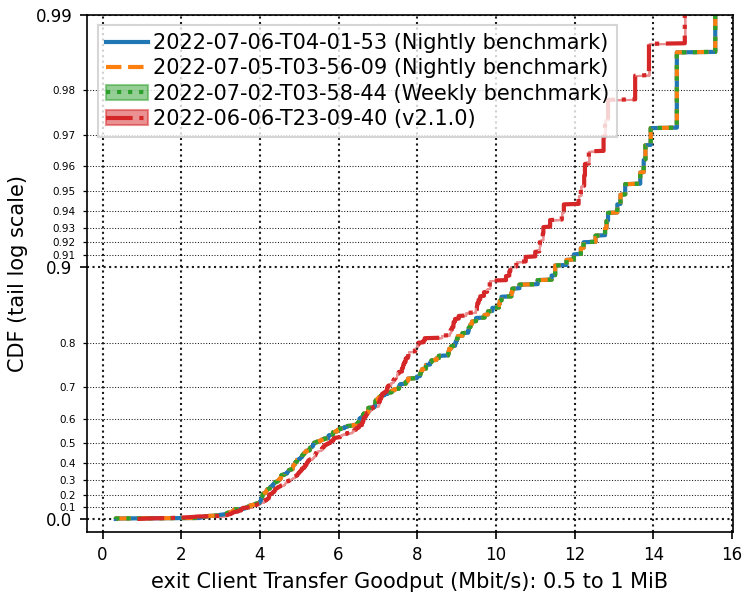 0.99
2022-07-06-T04-01-53 (Nightly benchmark)
2022-07-05-T03-56-09 (Nightly benchmark)
2022-07-02-T03-58-44 (Weekly benchmark)
2022-06-06-T23-09-40 (v2.1.0)
0.98
0.97
0.96
0.95
0.94
0.93
0.92
0.91
0.9
0.8
0.7
0.6
0.5
0.4
0.3
0.2
0.1
0.0
CDF (tail log scale)
0 2 4 6 8 10 12 14 16
exit Client Transfer Goodput (Mbit/s): 0.5 to 1 MiB